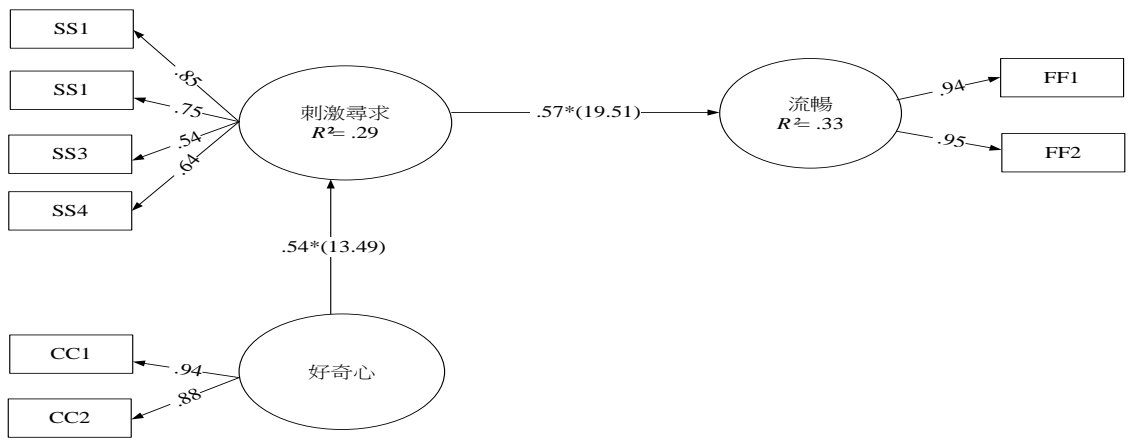 SS1
.85
SS1
.75
SS3
.54
SS4
.64
刺激尋求
R²= .29
.57*(19.51)
流暢
R²= .33
.94
FF1
.95
FF2
.54*(13.49)
好奇心
CC1
.94
CC2
.88